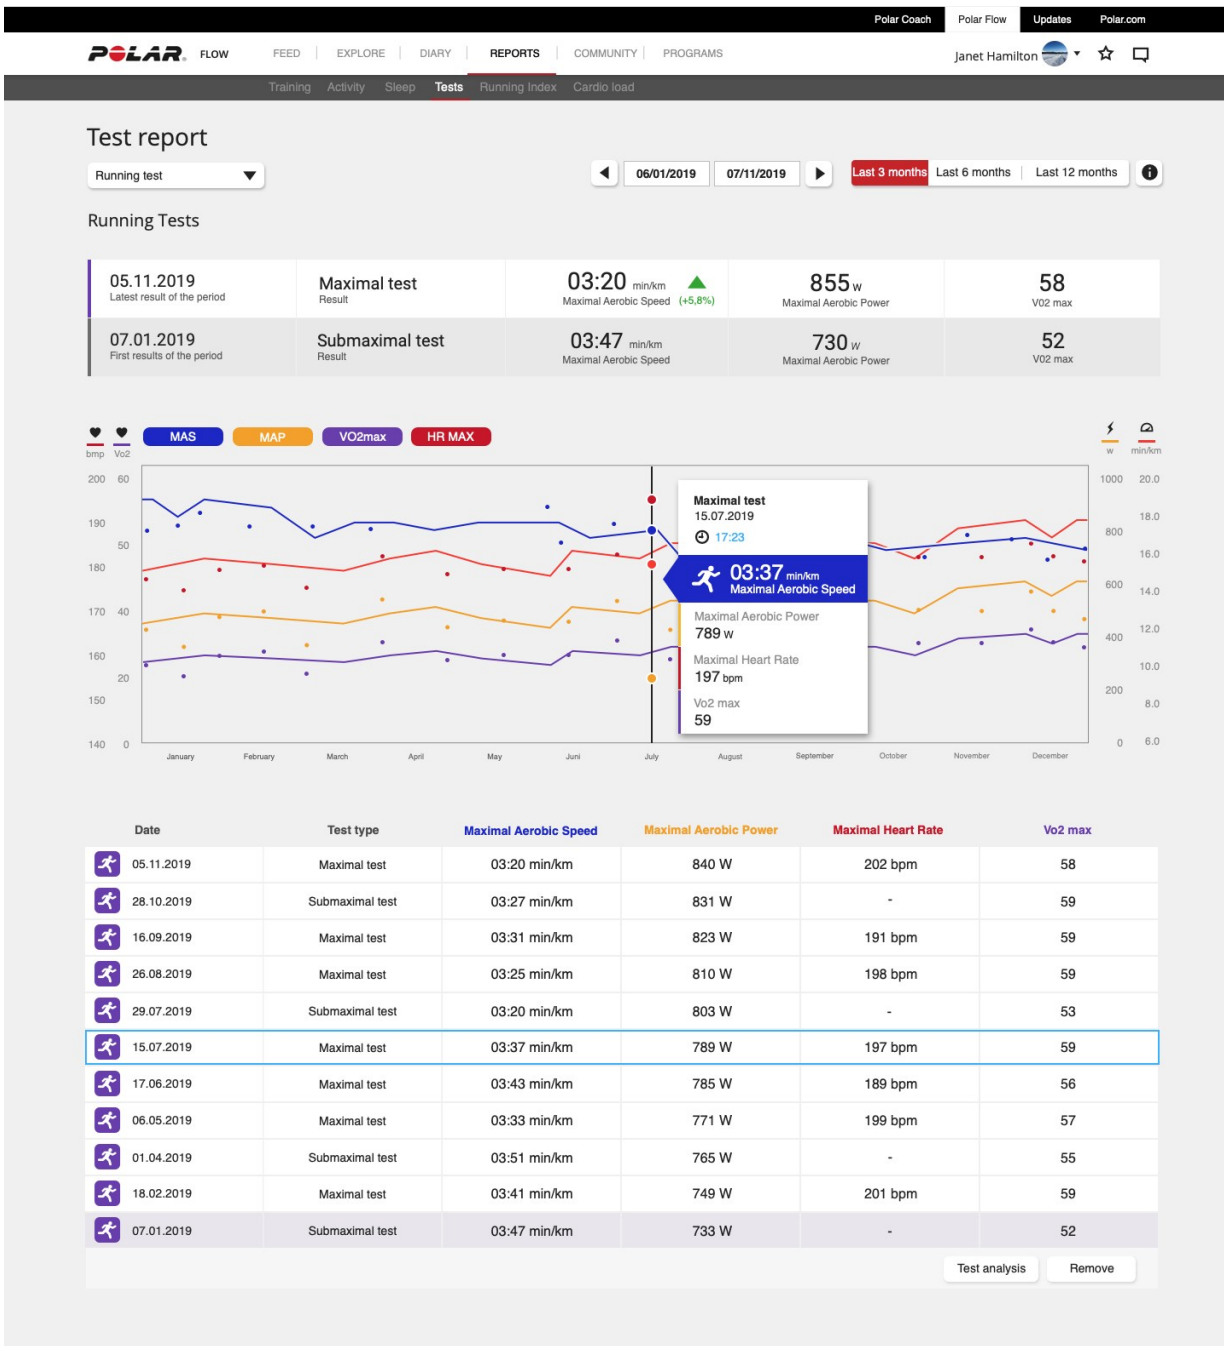 Polar Coach Polar Flow Updates Polar.com
POLAR. FLOW FEED EXPLORE DIARY REPORTS COMMUNITY PROGRAMS Janet Hamilton
Training Activity Sleep Tests Running Index Cardio load
Test report
Running test 06/01/2019 07/11/2019 Last 3 months Last 6 months Last 12 months
Running Tests
05.11.2019 Maximal test 03:20 min/km 855 w 58
Latest result of the period Result Maximal Aerobic Speed (+5,8%) Maximal Aerobic Power V02 max
07.01.2019 Submaximal test 03:47 min/km 730 w 52
First results of the period Result Maximal Aerobic Speed Maximal Aerobic Power V02 max
MAS MAP VO2max HR MAX
bmp Vo2 w min/km
200 60 1000 20.0
190 18.0
50 800
180 16.0
600
170 40 14.0
400 12.0
160 10.0
20 200
150 8.0
140 0 0 6.0
Maximal test
15.07.2019
17:23
03:37 min/km
Maximal Aerobic Speed
Maximal Aerobic Power
789 w
Maximal Heart Rate
197 bpm
Vo2 max
59
January February March April May Juni July August September October November December
Date Test type Maximal Aerobic Speed Maximal Aerobic Power Maximal Heart Rate Vo2 max
05.11.2019 Maximal test 03:20 min/km 840 W 202 bpm 58
28.10.2019 Submaximal test 03:27 min/km 831 W - 59
16.09.2019 Maximal test 03:31 min/km 823 W 191 bpm 59
26.08.2019 Maximal test 03:25 min/km 810 W 198 bpm 59
29.07.2019 Submaximal test 03:20 min/km 803 W - 53
15.07.2019 Maximal test 03:37 min/km 789 W 197 bpm 59
17.06.2019 Maximal test 03:43 min/km 785 W 189 bpm 56
06.05.2019 Maximal test 03:33 min/km 771 W 199 bpm 57
01.04.2019 Submaximal test 03:51 min/km 765 W - 55
18.02.2019 Maximal test 03:41 min/km 749 W 201 bpm 59
07.01.2019 Submaximal test 03:47 min/km 733 W - 52
Test analysis Remove